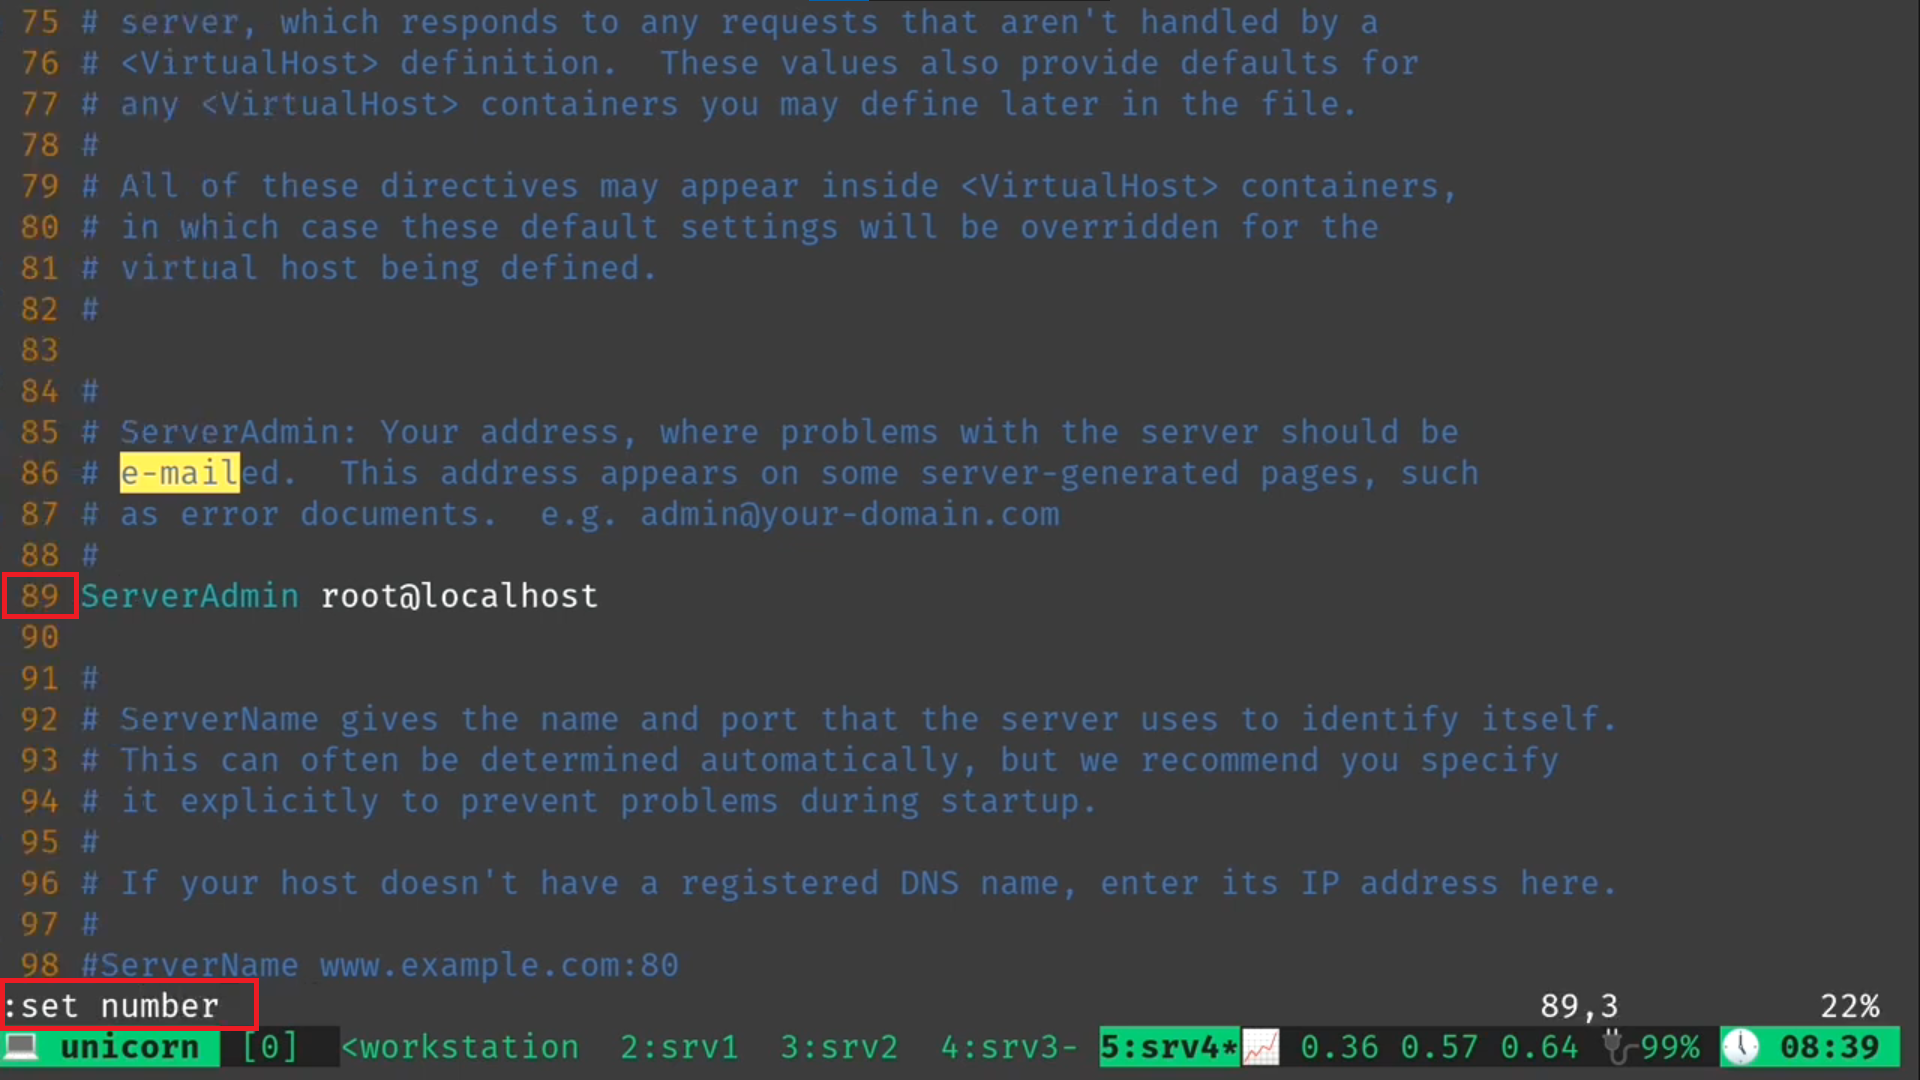 75 # server, which responds to any requests that aren't handled by a
76 # <VirtualHost> definition.  These values also provide defaults for
77 # any <VirtualHost> containers you may define later in the file.
78 #
79 # All of these directives may appear inside <VirtualHost> containers,
80 # in which case these default settings will be overridden for the
81 # virtual host being defined.
82 #
83
84 #
85 # ServerAdmin: Your address, where problems with the server should be
86 # e-mailed.  This address appears on some server-generated pages, such
87 # as error documents.  e.g. admin@your-domain.com
88 #
89 ServerAdmin root@localhost
90
91 #
92 # ServerName gives the name and port that the server uses to identify itself.
93 # This can often be determined automatically, but we recommend you specify
94 # it explicitly to prevent problems during startup.
95 #
96 # If your host doesn't have a registered DNS name, enter its IP address here.
97 #
98 #ServerName www.example.com:80
:set number 89,3 22%
unicorn [0] <workstation 2:srv1 3:srv2 4:srv3- 5:srv4* 0.36 0.57 0.64 99% 08:39